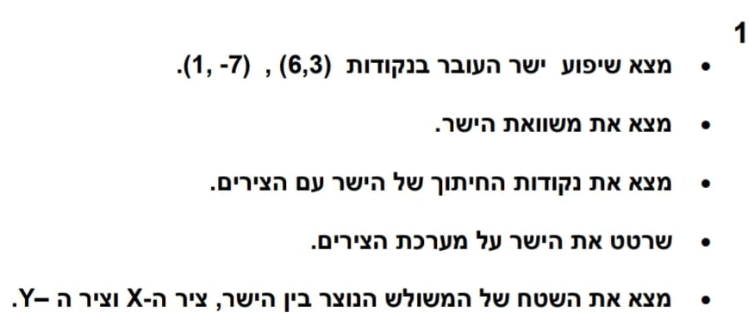 1
• מצא שיפוע ישר העובר בנקודות (6,3) , (1, -7).
• מצא את משוואת הישר.
• מצא את נקודות החיתוך של הישר עם הצירים.
• שרטט את הישר על מערכת הצירים.
• מצא את השטח של המשולש הנוצר בין הישר, ציר ה-X וציר ה –Y.